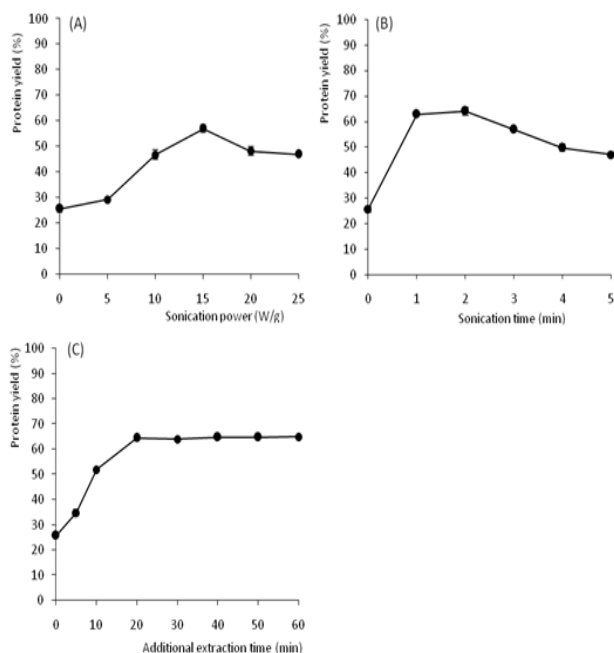 (A)
Protein yield (%)
100
90
80
70
60
50
40
30
20
10
0
0 5 10 15 20 25
Sonication power (W/g)
(B)
Protein yield (%)
100
90
80
70
60
50
40
30
20
10
0
0 1 2 3 4 5
Sonication time (min)
(C)
Protein yield (%)
100
90
80
70
60
50
40
30
20
10
0
0 10 20 30 40 50 60
Additional extraction time (min)